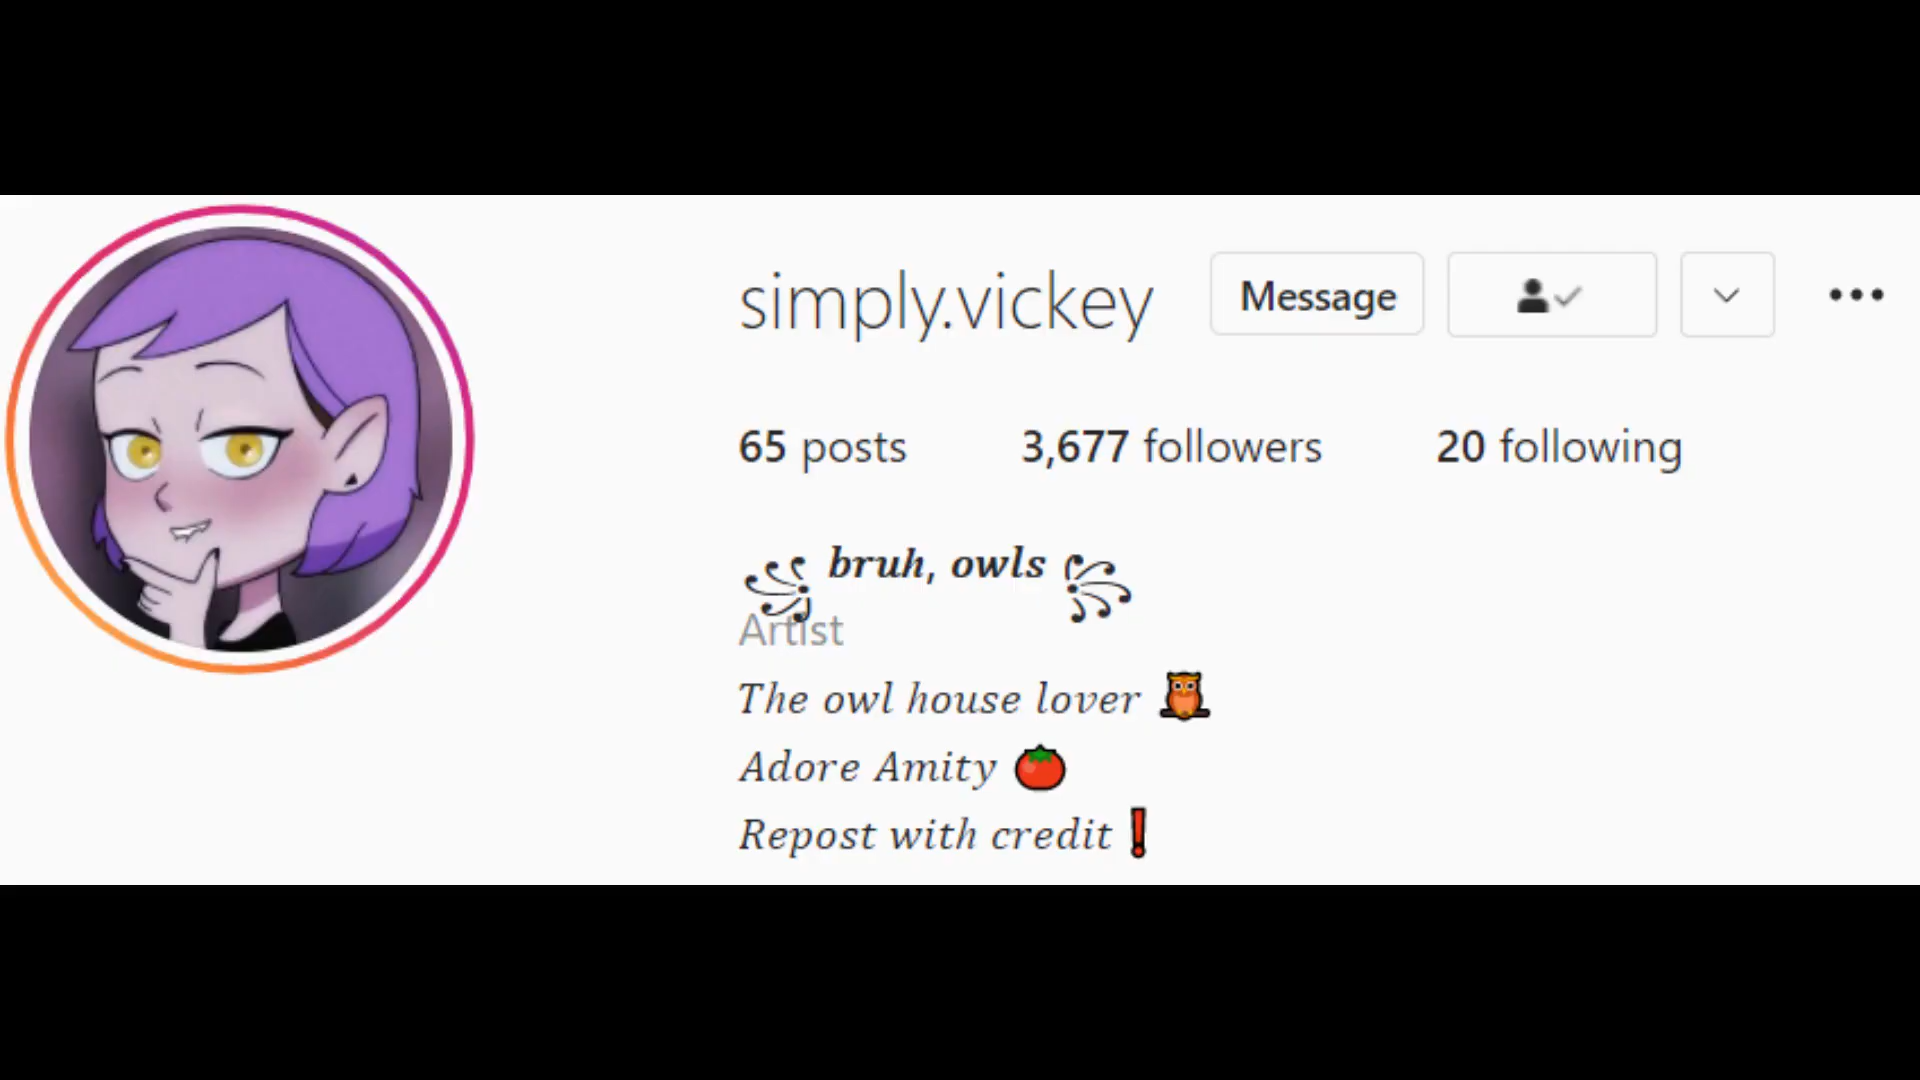 simply.vickey Message
65 posts 3,677 followers 20 following
꧁ bruh, owls ꧂
Artist
The owl house lover 🦉
Adore Amity 🍅
Repost with credit❗